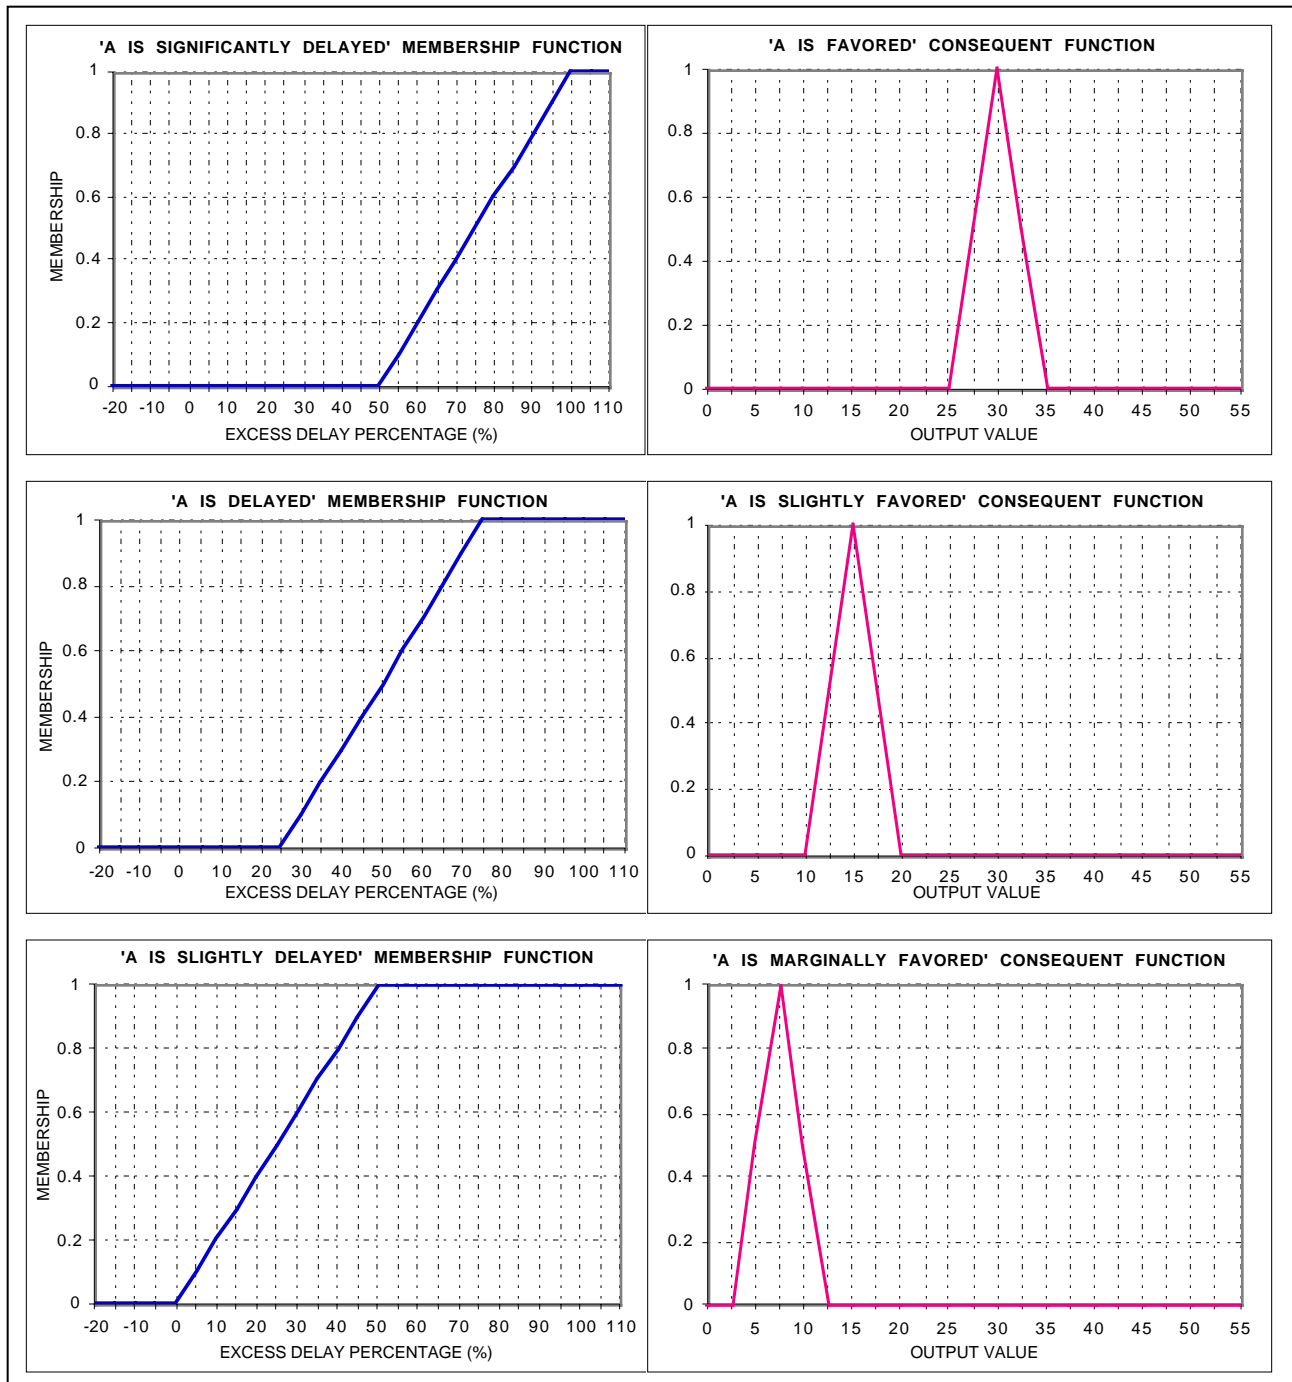 'A IS SIGNIFICANTLY DELAYED' MEMBERSHIP FUNCTION
1
0.8
0.6
0.4
0.2
0
MEMBERSHIP
-20 -10 0 10 20 30 40 50 60 70 80 90 100 110
EXCESS DELAY PERCENTAGE (%)
'A IS FAVORED' CONSEQUENT FUNCTION
1
0.8
0.6
0.4
0.2
0
0 5 10 15 20 25 30 35 40 45 50 55
OUTPUT VALUE
'A IS DELAYED' MEMBERSHIP FUNCTION
1
0.8
0.6
0.4
0.2
0
MEMBERSHIP
-20 -10 0 10 20 30 40 50 60 70 80 90 100 110
EXCESS DELAY PERCENTAGE (%)
'A IS SLIGHTLY FAVORED' CONSEQUENT FUNCTION
1
0.8
0.6
0.4
0.2
0
0 5 10 15 20 25 30 35 40 45 50 55
OUTPUT VALUE
'A IS SLIGHTLY DELAYED' MEMBERSHIP FUNCTION
1
0.8
0.6
0.4
0.2
0
MEMBERSHIP
-20 -10 0 10 20 30 40 50 60 70 80 90 100 110
EXCESS DELAY PERCENTAGE (%)
'A IS MARGINALLY FAVORED' CONSEQUENT FUNCTION
1
0.8
0.6
0.4
0.2
0
0 5 10 15 20 25 30 35 40 45 50 55
OUTPUT VALUE